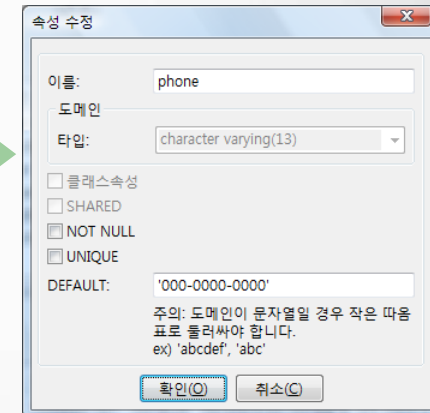 속성 수정
이름:
phone
도메인
타입:
character varying(13)
클래스속성
SHARED
NOT NULL
UNIQUE
DEFAULT:
'000-0000-0000'
주의: 도메인이 문자열일 경우 작은 따옴
표로 둘러싸야 합니다.
ex) 'abcdef', 'abc'
확인(O)
취소(C)